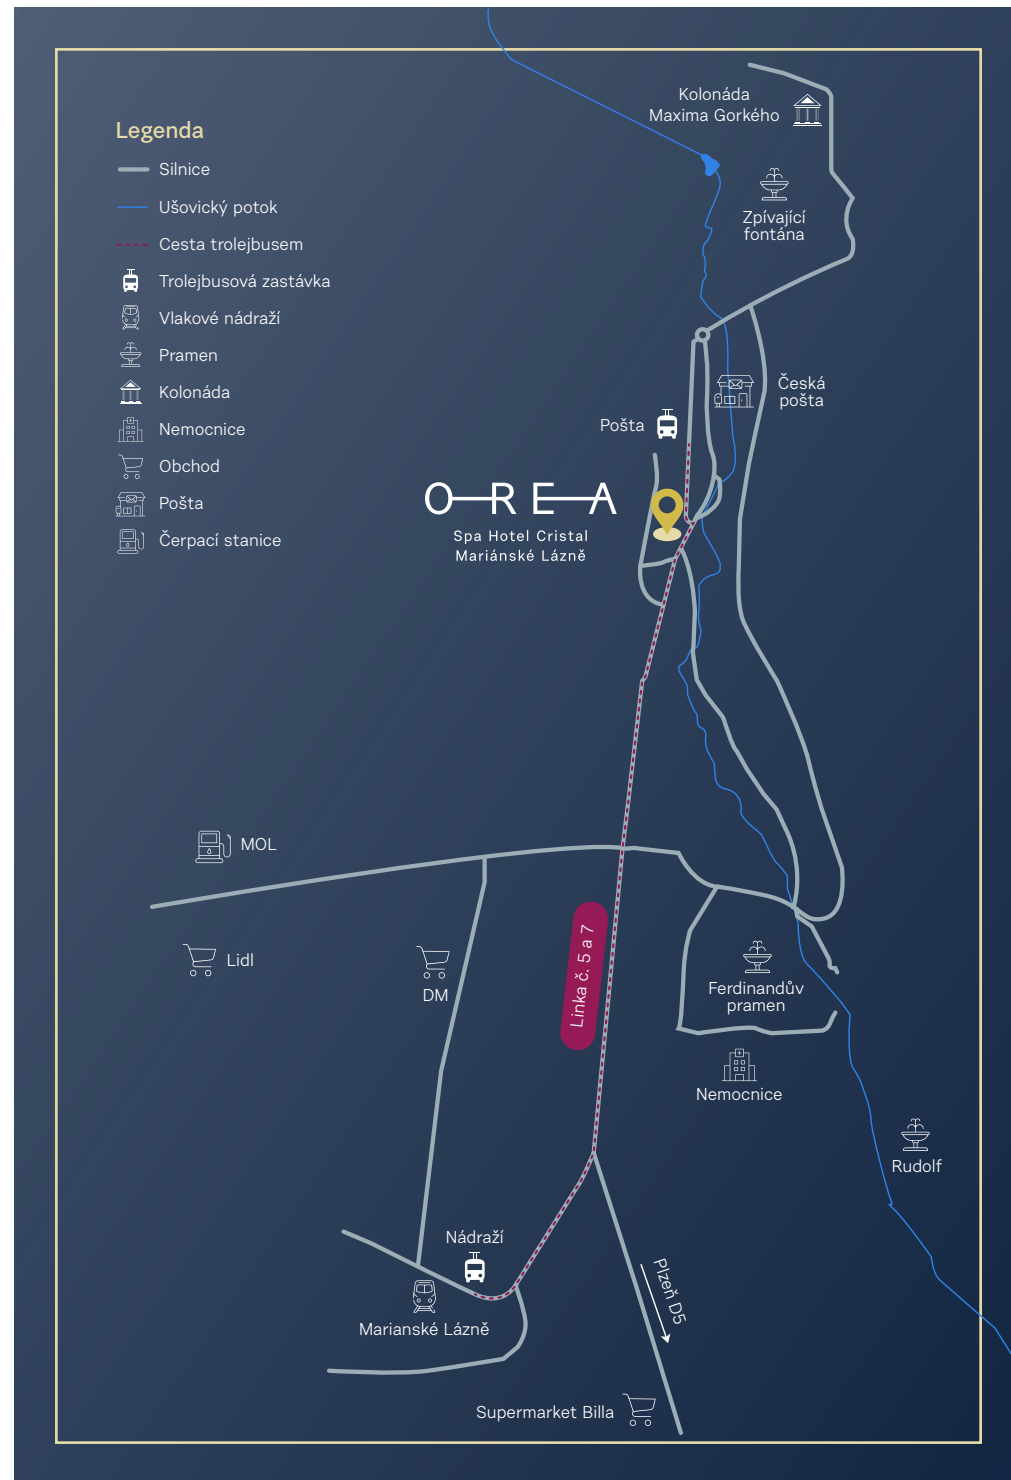 Legenda
Silnice
Ušovický potok
Cesta trolejbusem
Trolejbusová zastávka
Vlakové nádraží
Pramen
Kolonáda
Nemocnice
Obchod
Pošta
Čerpací stanice
Kolonáda
Maxima Gorkého
Zpívající
fontána
Česká
pošta
Pošta
OREA
Spa Hotel Cristal
Mariánské Lázně
MOL
Lidl
DM
Linka č. 5 a 7
Ferdinandův
pramen
Nemocnice
Rudolf
Nádraží
Marianské Lázně
Plzeň D5
Supermarket Billa